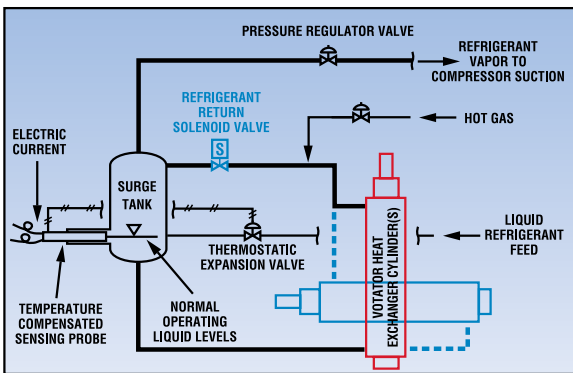 PRESSURE REGULATOR VALVE
REFRIGERANT
VAPOR TO
COMPRESSOR SUCTION
REFRIGERANT
RETURN
SOLENOID VALVE
S
HOT GAS
ELECTRIC
CURRENT
SURGE
TANK
THERMOSTATIC
EXPANSION VALVE
LIQUID
REFRIGERANT
FEED
VOTATOR HEAT
EXCHANGER CYLINDER(S)
TEMPERATURE
COMPENSATED
SENSING PROBE
NORMAL
OPERATING
LIQUID LEVELS